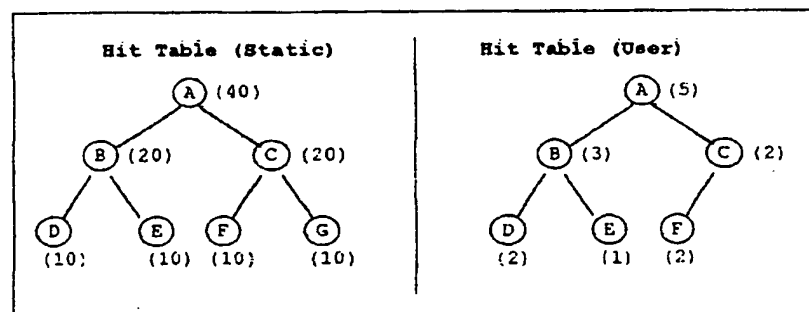 Hit Table (Static) Hit Table (User)
A (40) A (5)
B (20) C (20) B (3) C (2)
D E F G D E F
(10) (10) (10) (10) (2) (1) (2)